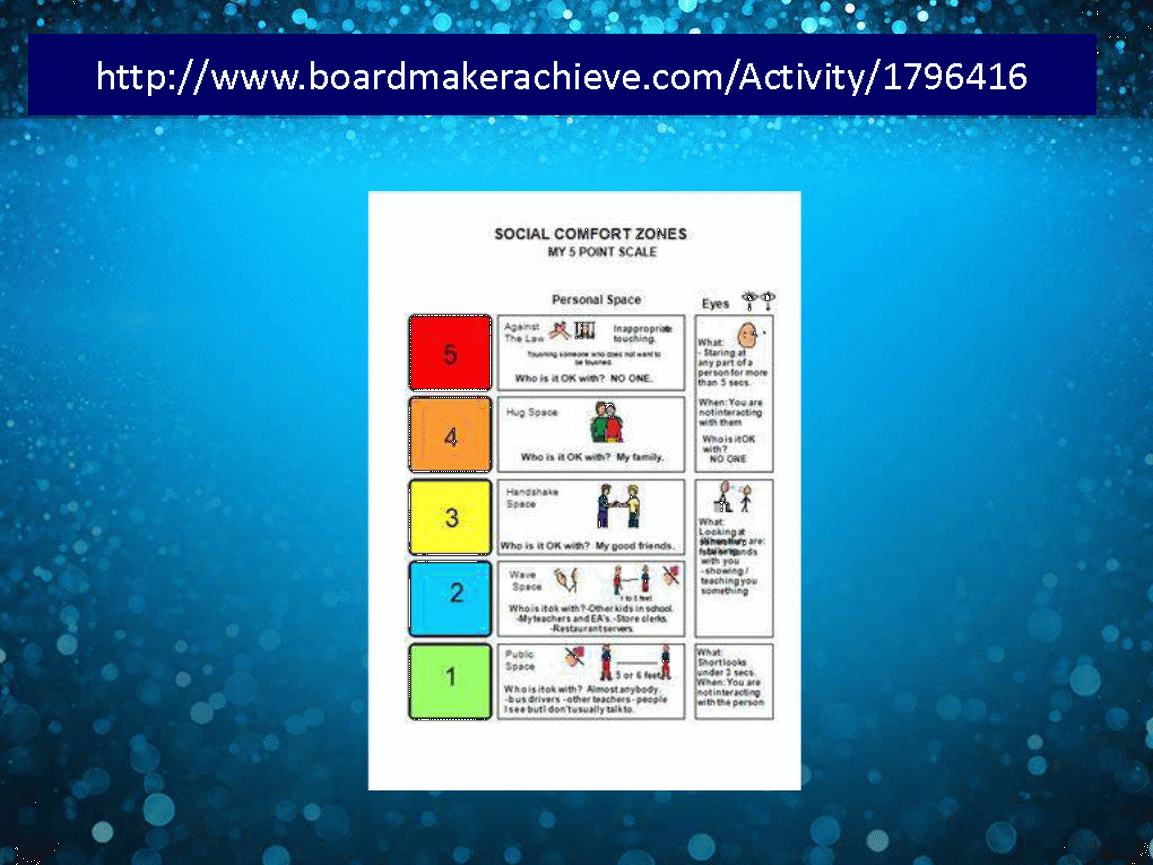 http://www.boardmakerachieve.com/Activity/1796416
SOCIAL COMFORT ZONES
MY 5 POINT SCALE
Personal Space
Eyes
5
Against
The Law
Inappropriate
touching.
Touching someone who does not want to
be touched.
Who is it OK with? NO ONE.
What:
- Staring at
any part of a
person for more
than 5 secs.
When: You are
not interacting
with them
Who is it OK
with?
NO ONE
4
Hug Space
Who is it OK with? My family.
3
Handshake
Space
Who is it OK with? My good friends.
What:
Looking at
are:
with you
- showing /
teaching you
something
2
Wave
Space
feet
Who is it ok with? -Other kids in school.
-My teachers and EA's. -Store clerks.
-Restaurant servers.
1
Public
Space
5 or 6 feet
Who is it ok with? Almost anybody.
-bus drivers -other teachers - people
I see but I don't usually talk to.
What:
Short looks
under 3 secs.
When: You are
not interacting
with the person